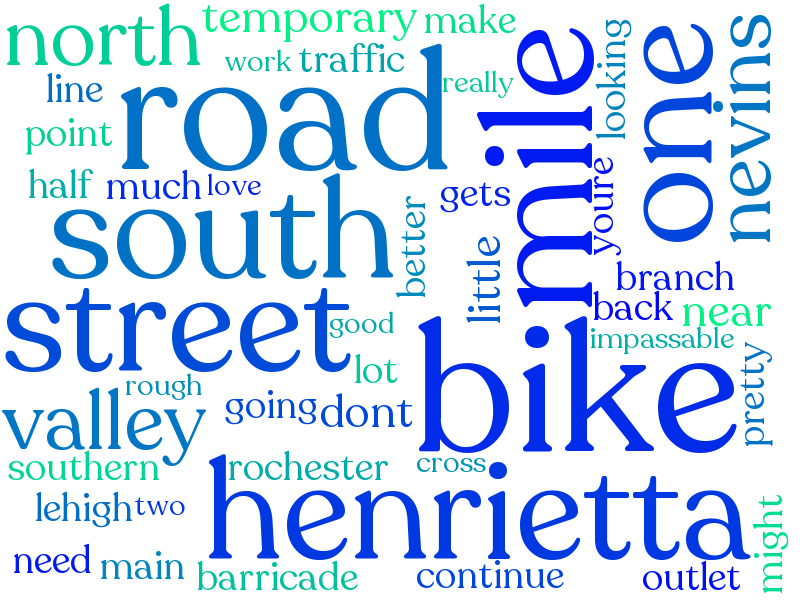 north
temporary
make
work
traffic
really
line
road
point
half
much
love
gets
mile
looking
one
nevins
south
better
little
youre
branch
back
near
street
good
impassable
lot
bike
pretty
rough
valley
going
dont
southern
rochester
cross
henrietta
lehigh
two
need
main
barricade
continue
outlet
might